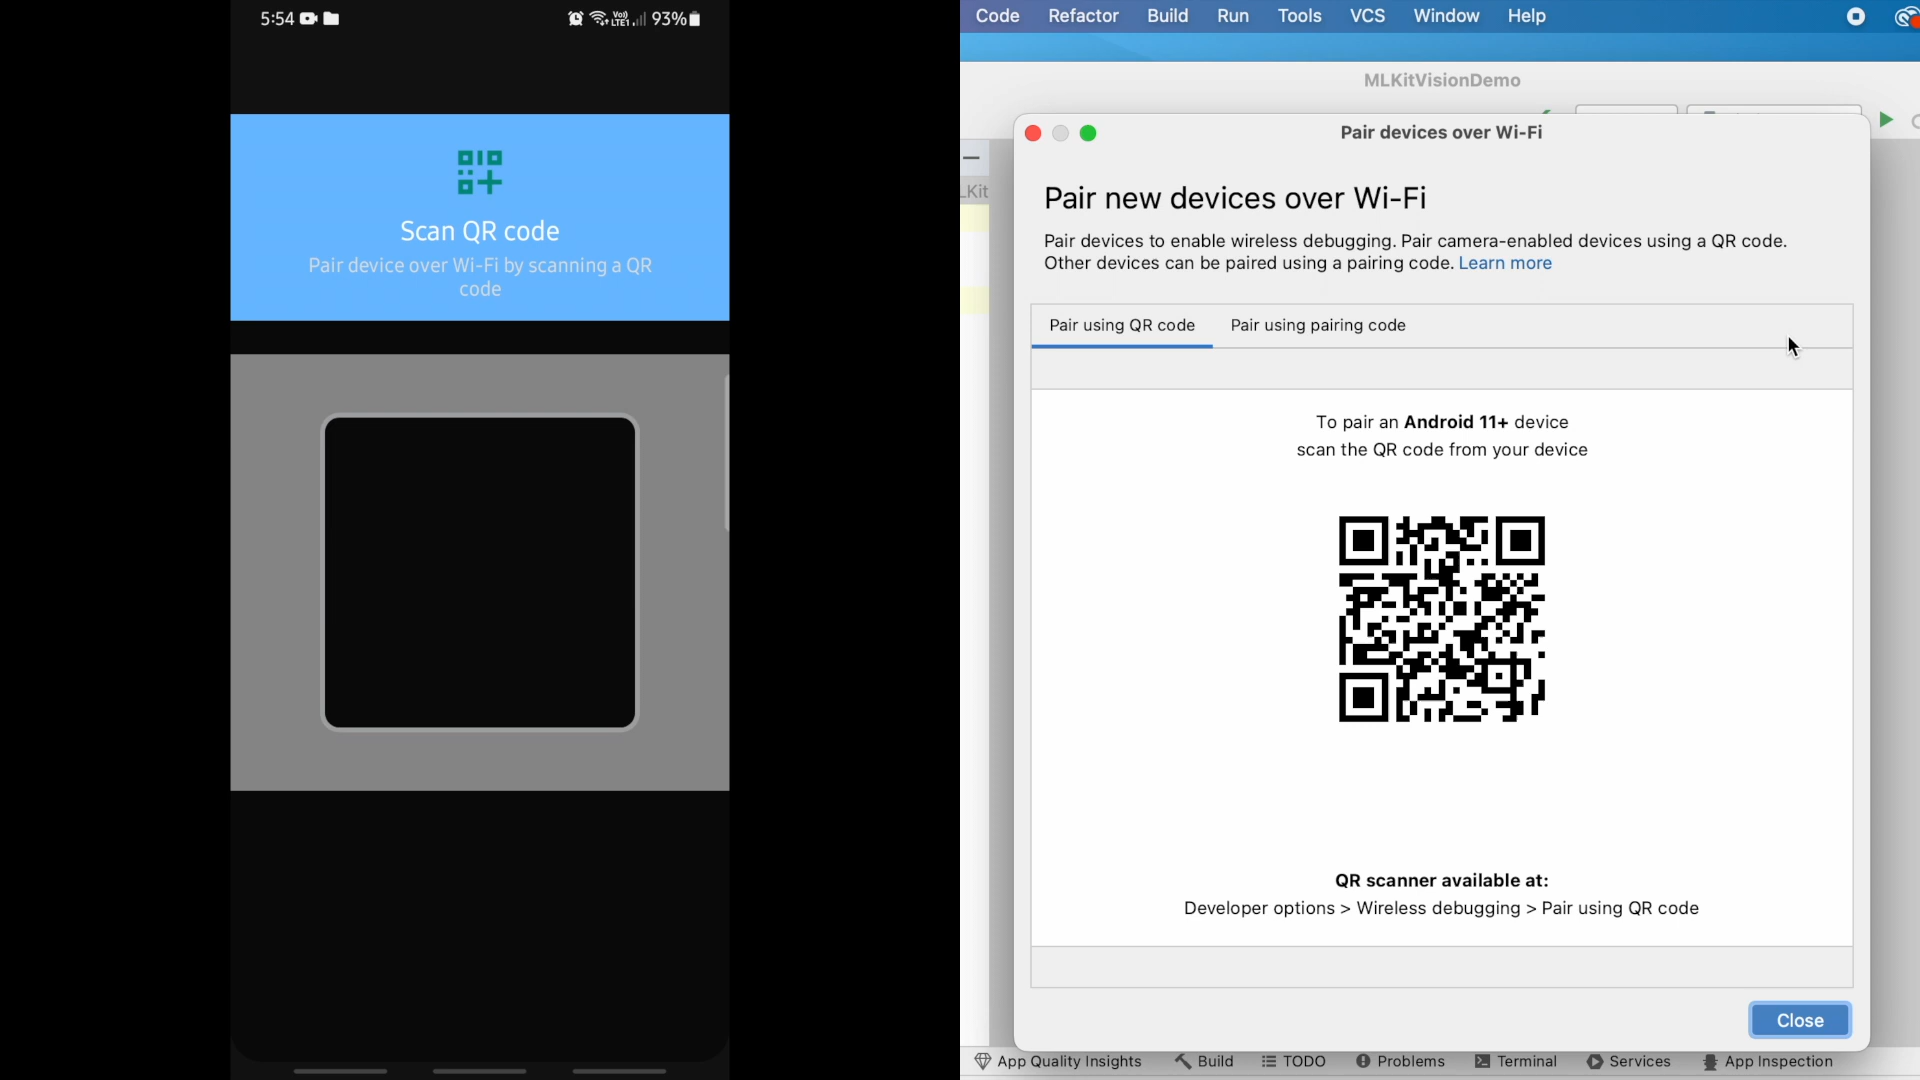 5:54
Vo)) LTE1 93%
Scan QR code
Pair device over Wi-Fi by scanning a QR
code
Code Refactor Build Run Tools VCS Window Help
MLKitVisionDemo
Pair devices over Wi-Fi
LKit
Pair new devices over Wi-Fi
Pair devices to enable wireless debugging. Pair camera-enabled devices using a QR code.
Other devices can be paired using a pairing code. Learn more
Pair using QR code Pair using pairing code
To pair an Android 11+ device
scan the QR code from your device
QR scanner available at:
Developer options > Wireless debugging > Pair using QR code
Close
App Quality Insights Build TODO Problems Terminal Services App Inspection